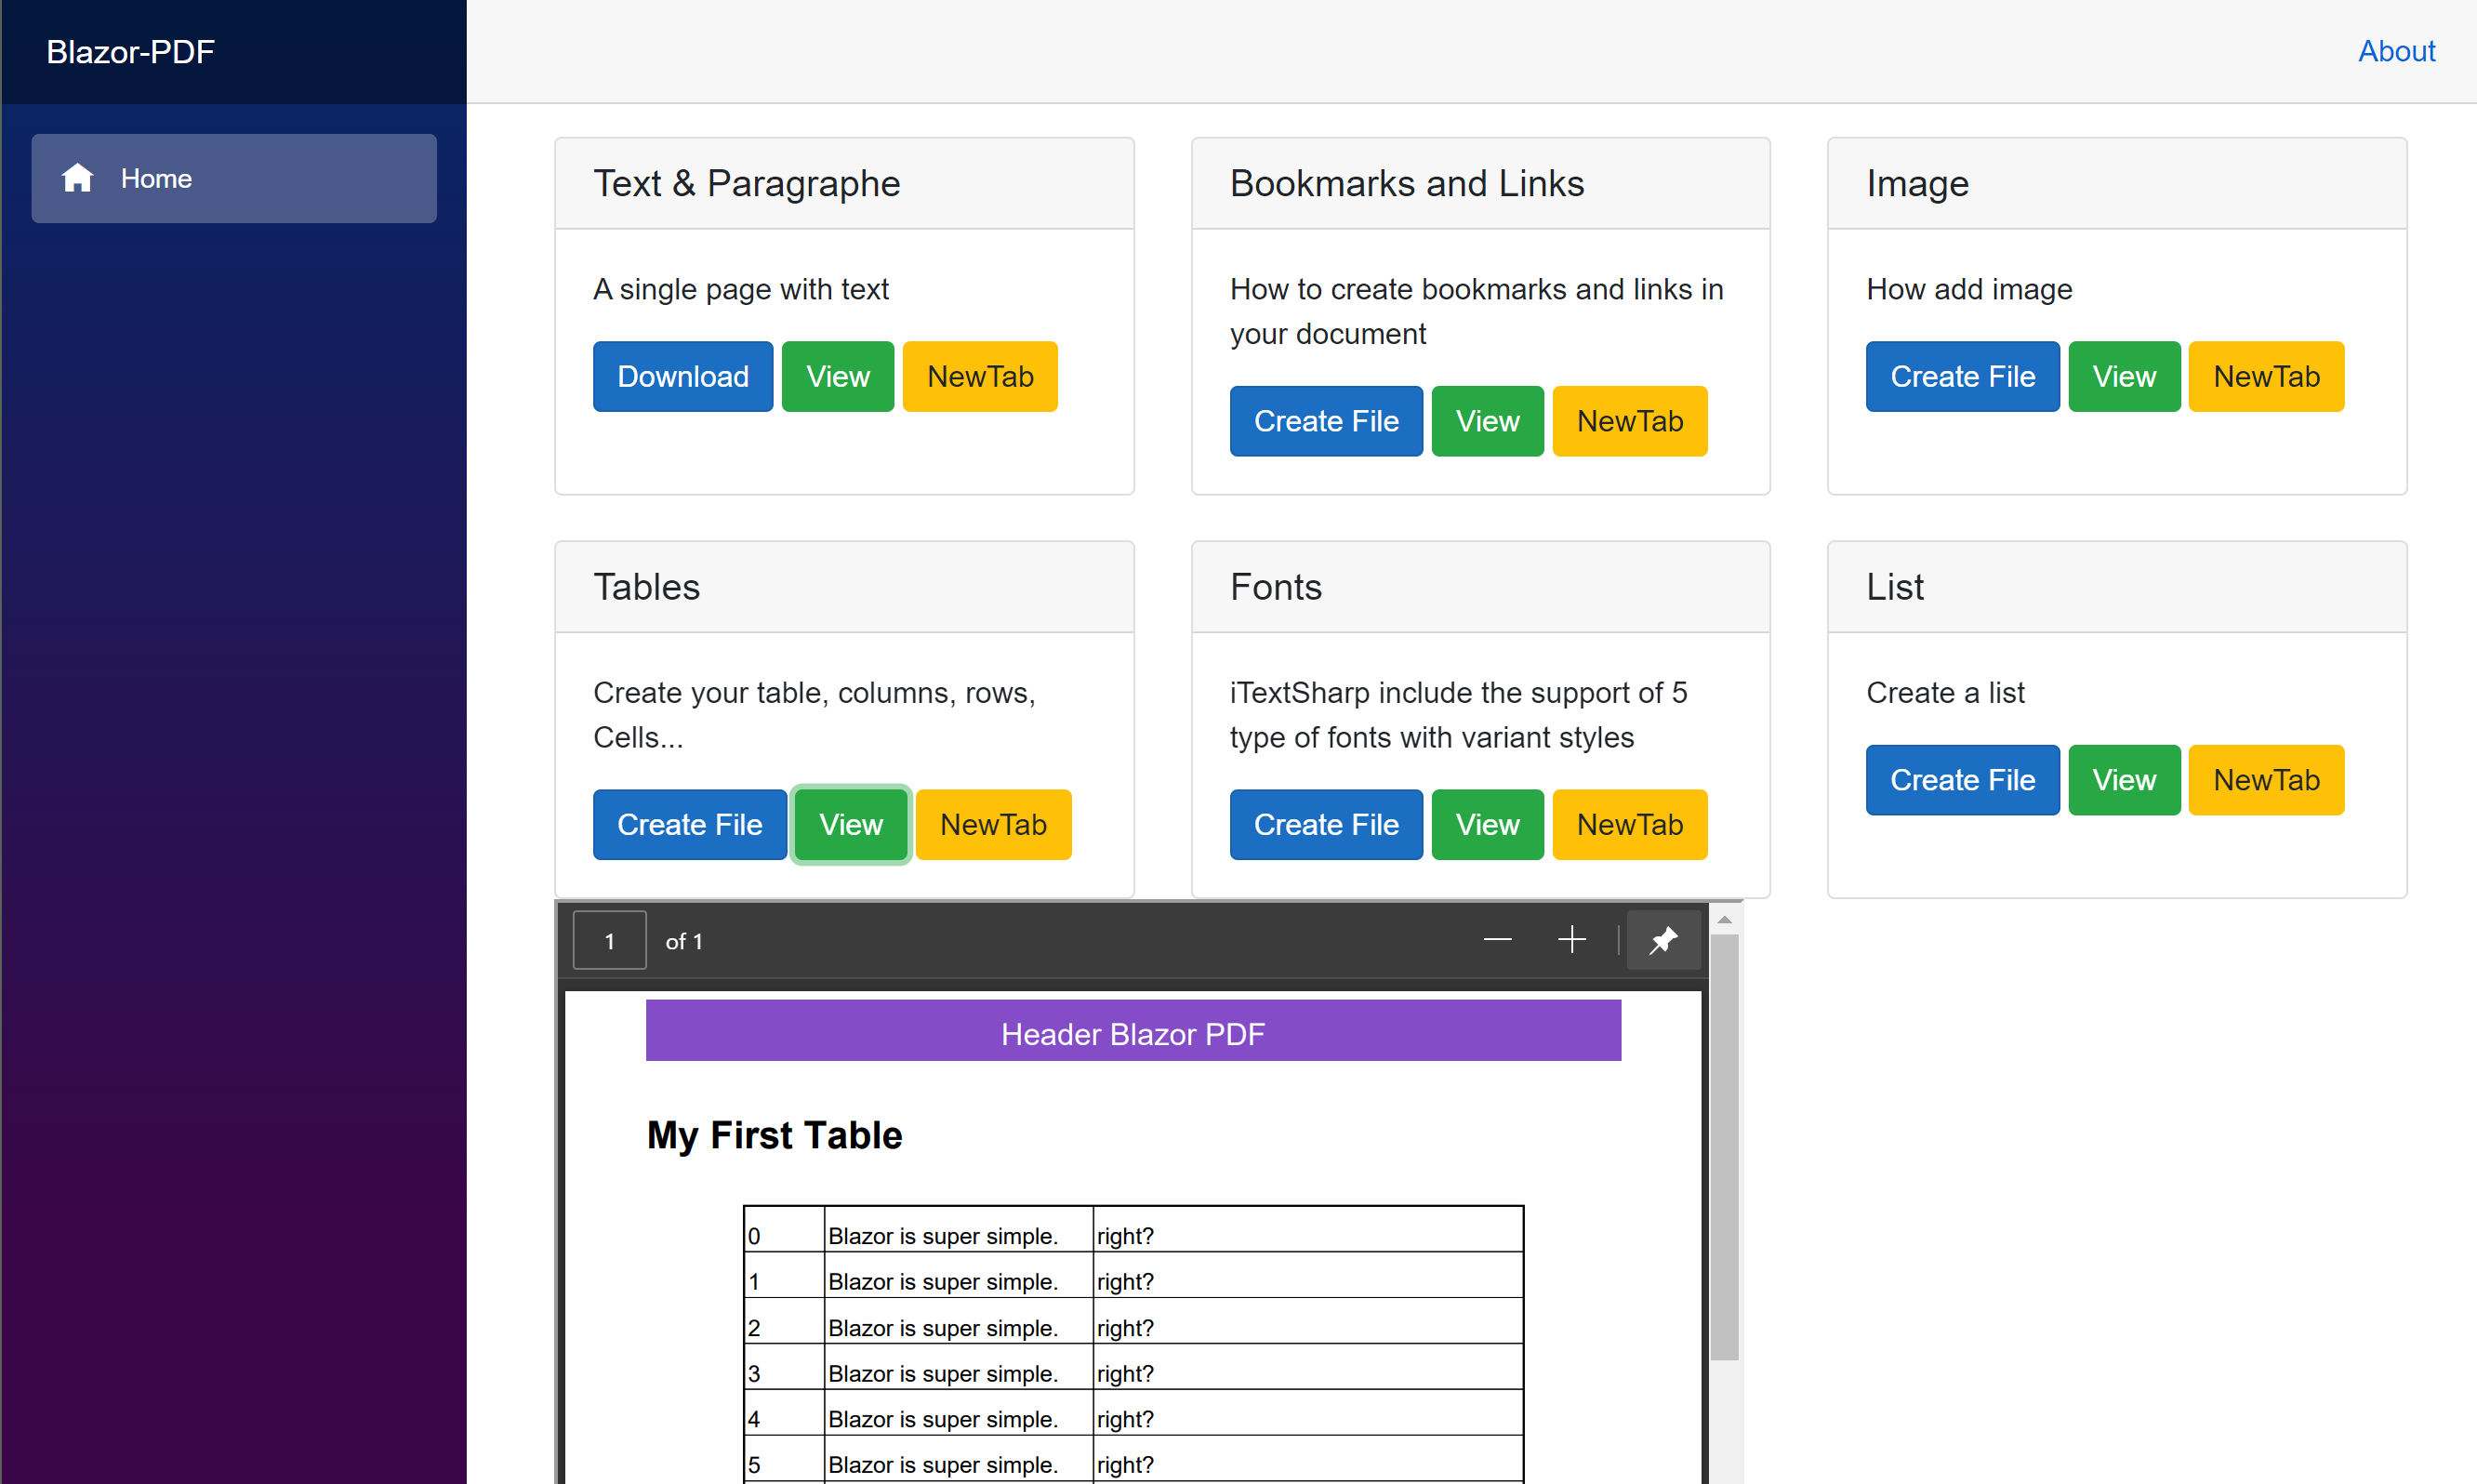 Blazor-PDF
About
Home
Text & Paragraphe
A single page with text
Download View NewTab
Bookmarks and Links
How to create bookmarks and links in
your document
Create File View NewTab
Image
How add image
Create File View NewTab
Tables
Create your table, columns, rows,
Cells...
Create File View NewTab
Fonts
iTextSharp include the support of 5
type of fonts with variant styles
Create File View NewTab
List
Create a list
Create File View NewTab
1 of 1
Header Blazor PDF
My First Table
0 Blazor is super simple. right?
1 Blazor is super simple. right?
2 Blazor is super simple. right?
3 Blazor is super simple. right?
4 Blazor is super simple. right?
5 Blazor is super simple. right?